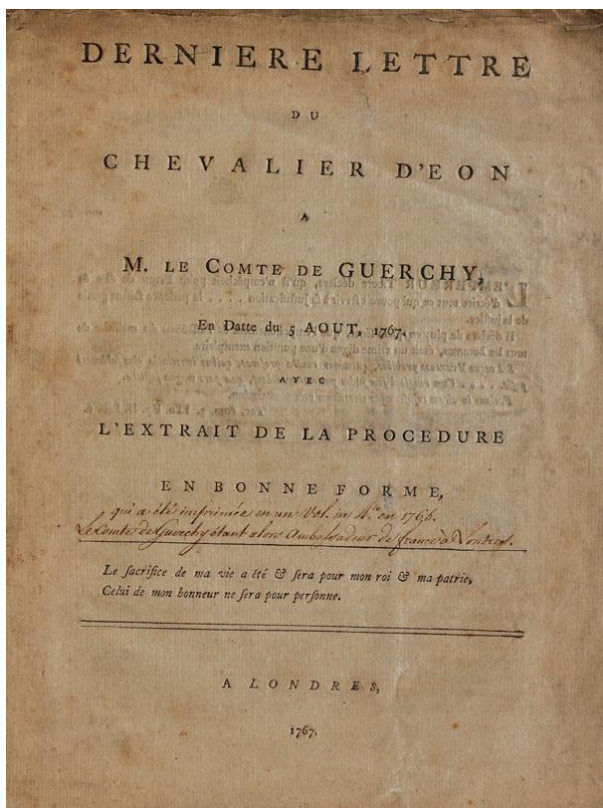 DERNIERE LETTRE
DU
CHEVALIER D'EON
A
M. LE COMTE DE GUERCHY,
En Datte du 5 AOUT, 1767.
AVEC
L'EXTRAIT DE LA PROCEDURE
EN BONNE FORME,
qui a été imprimée en un Vol. in 4.º en 1765.
Le Comte de Guerchy étant alors Ambassadeur de france à Londres.
Le ſacrifice de ma vie a été & ſera pour mon roi & ma patrie,
Celui de mon honneur ne ſera pour perſonne.
A LONDRES,
1767.